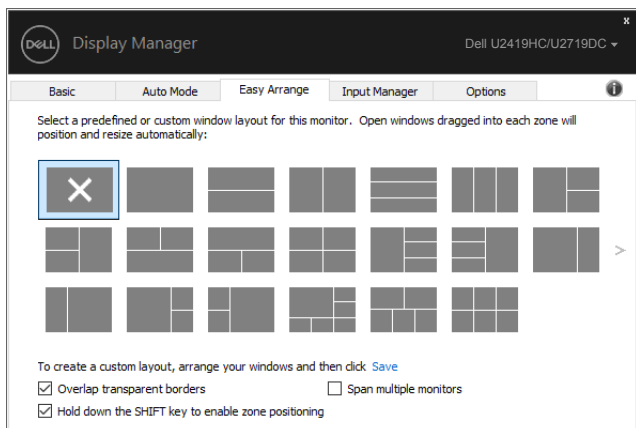 x
DELL Display Manager Dell U2419HC/U2719DC
Basic Auto Mode Easy Arrange Input Manager Options
Select a predefined or custom window layout for this monitor. Open windows dragged into each zone will
position and resize automatically:
To create a custom layout, arrange your windows and then click Save
Overlap transparent borders Span multiple monitors
Hold down the SHIFT key to enable zone positioning